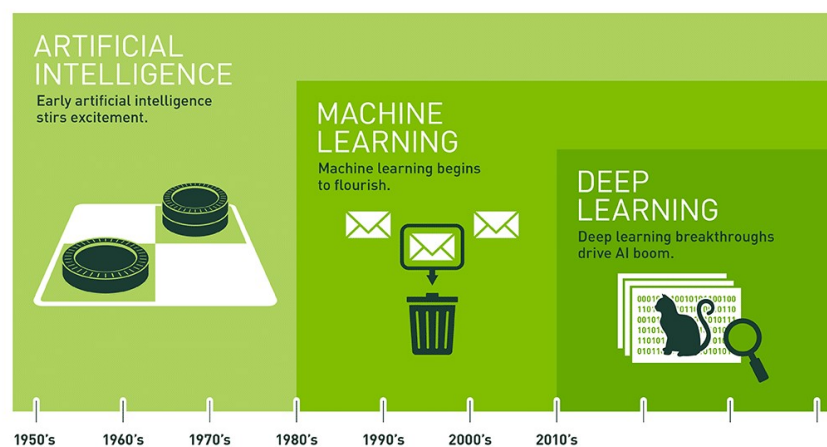 ARTIFICIAL
INTELLIGENCE
Early artificial intelligence
stirs excitement.
MACHINE
LEARNING
Machine learning begins
to flourish.
DEEP
LEARNING
Deep learning breakthroughs
drive AI boom.
1950's 1960's 1970's 1980's 1990's 2000's 2010's